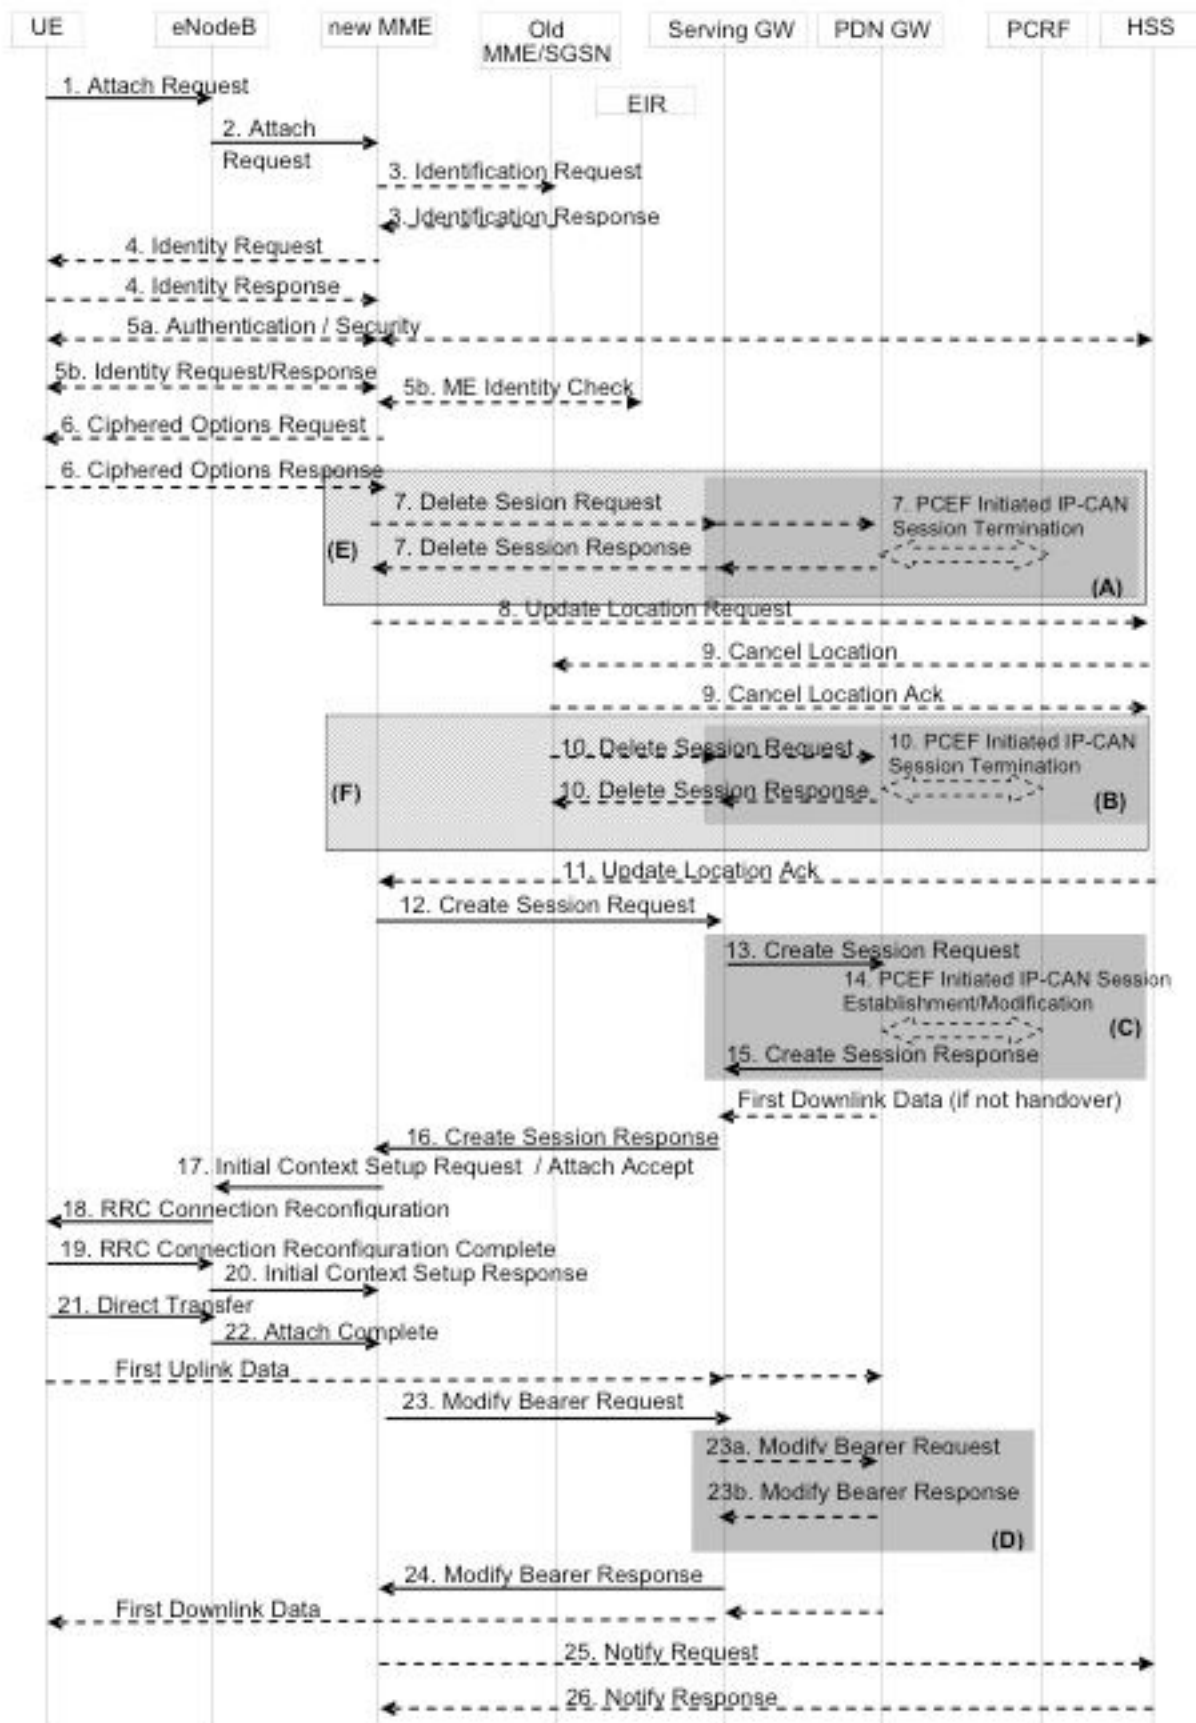 UE eNodeB new MME Old Serving GW PDN GW PCRF HSS
MME/SGSN
EIR
1. Attach Request
2. Attach
Request
3. Identification Request
3. Identification Response
4. Identity Request
4. Identity Response
5a. Authentication / Security
5b. Identity Request/Response
5b. ME Identity Check
6. Ciphered Options Request
6. Ciphered Options Response
7. Delete Sesion Request
7. PCEF Initiated IP-CAN
Session Termination
(E)
7. Delete Session Response
(A)
8. Update Location Request
9. Cancel Location
9. Cancel Location Ack
10. Delete Session Request
10. PCEF Initiated IP-CAN
Session Termination
(F)
10. Delete Session Response
(B)
11. Update Location Ack
12. Create Session Request
13. Create Session Request
14. PCEF Initiated IP-CAN Session
Establishment/Modification
(C)
15. Create Session Response
First Downlink Data (if not handover)
16. Create Session Response
17. Initial Context Setup Request / Attach Accept
18. RRC Connection Reconfiguration
19. RRC Connection Reconfiguration Complete
20. Initial Context Setup Response
21. Direct Transfer
22. Attach Complete
First Uplink Data
23. Modify Bearer Request
23a. Modify Bearer Request
23b. Modify Bearer Response
(D)
24. Modify Bearer Response
First Downlink Data
25. Notify Request
26. Notify Response